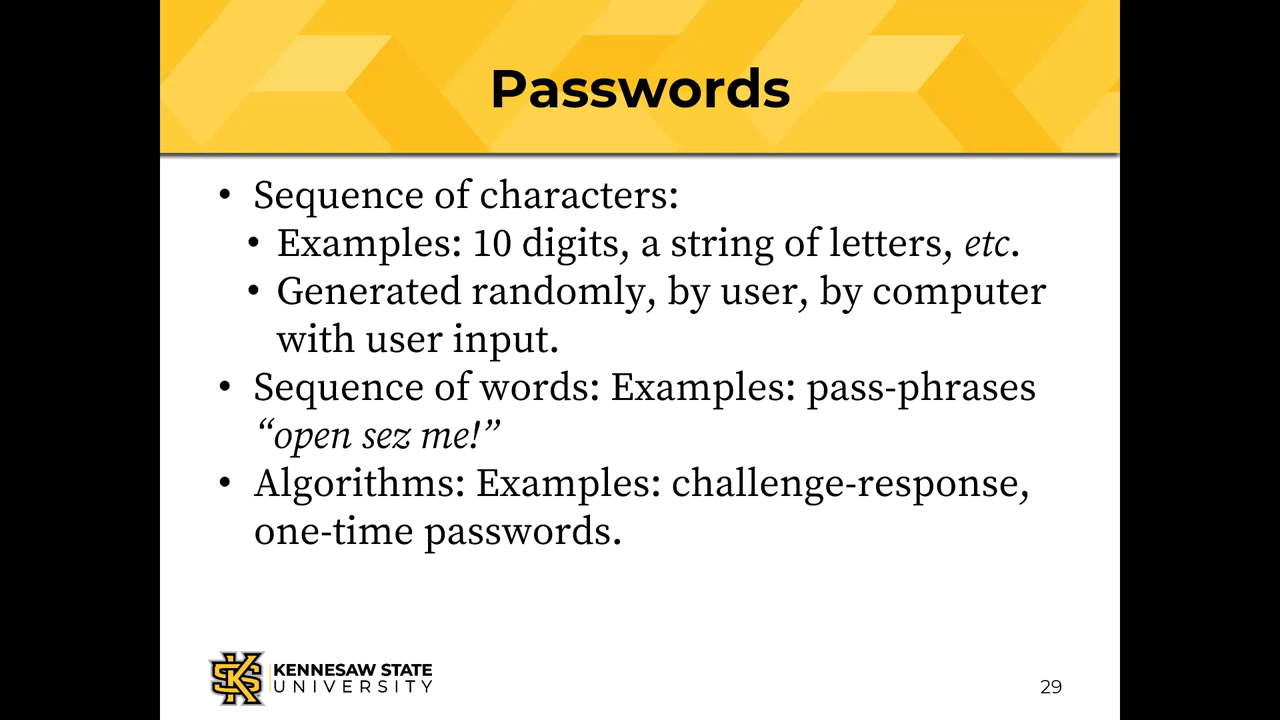 Passwords
• Sequence of characters:
• Examples: 10 digits, a string of letters, etc.
• Generated randomly, by user, by computer
with user input.
• Sequence of words: Examples: pass-phrases
“open sez me!”
• Algorithms: Examples: challenge-response,
one-time passwords.
KS
KENNESAW STATE
UNIVERSITY
29